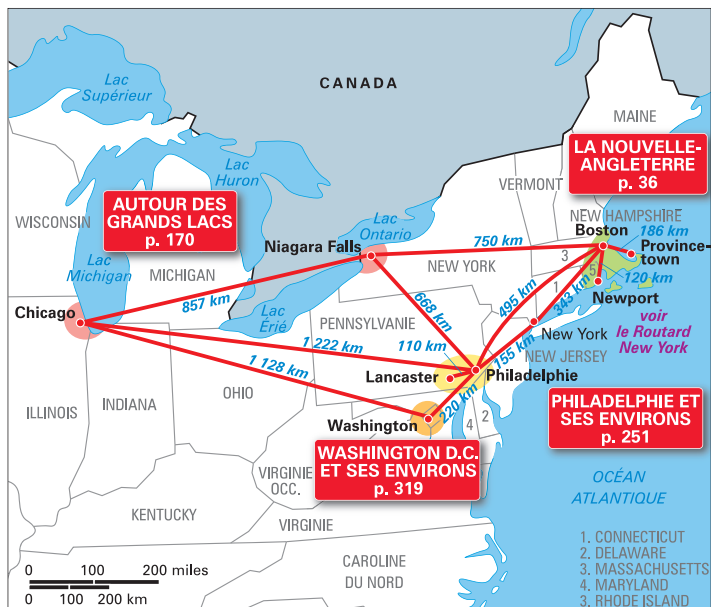 CANADA
Lac
Supérieur
MAINE
LA NOUVELLE-
ANGLETERRE
p. 36
Lac
Huron
VERMONT
AUTOUR DES
GRANDS LACS
p. 170
WISCONSIN
NEW HAMPSHIRE
Lac
Ontario
Boston
186 km
Niagara Falls
750 km
Province-
town
Lac
Michigan
MICHIGAN
NEW YORK
3
5
120 km
1
Newport
857 km
495 km
343 km
668 km
Chicago
Lac
Érié
voir
le Routard
New York
PENNSYLVANIE
New York
1 222 km
110 km
155 km
NEW JERSEY
1 128 km
Lancaster
Philadelphie
OHIO
ILLINOIS
INDIANA
220 km
PHILADELPHIE ET
SES ENVIRONS
p. 251
Washington
4
2
WASHINGTON D.C.
ET SES ENVIRONS
p. 319
VIRGINIE
OCC.
OCÉAN
ATLANTIQUE
KENTUCKY
VIRGINIE
1. CONNECTICUT
2. DELAWARE
3. MASSACHUSETTS
4. MARYLAND
3. RHODE ISLAND
CAROLINE
DU NORD
0 100 200 miles
0 100 200 km